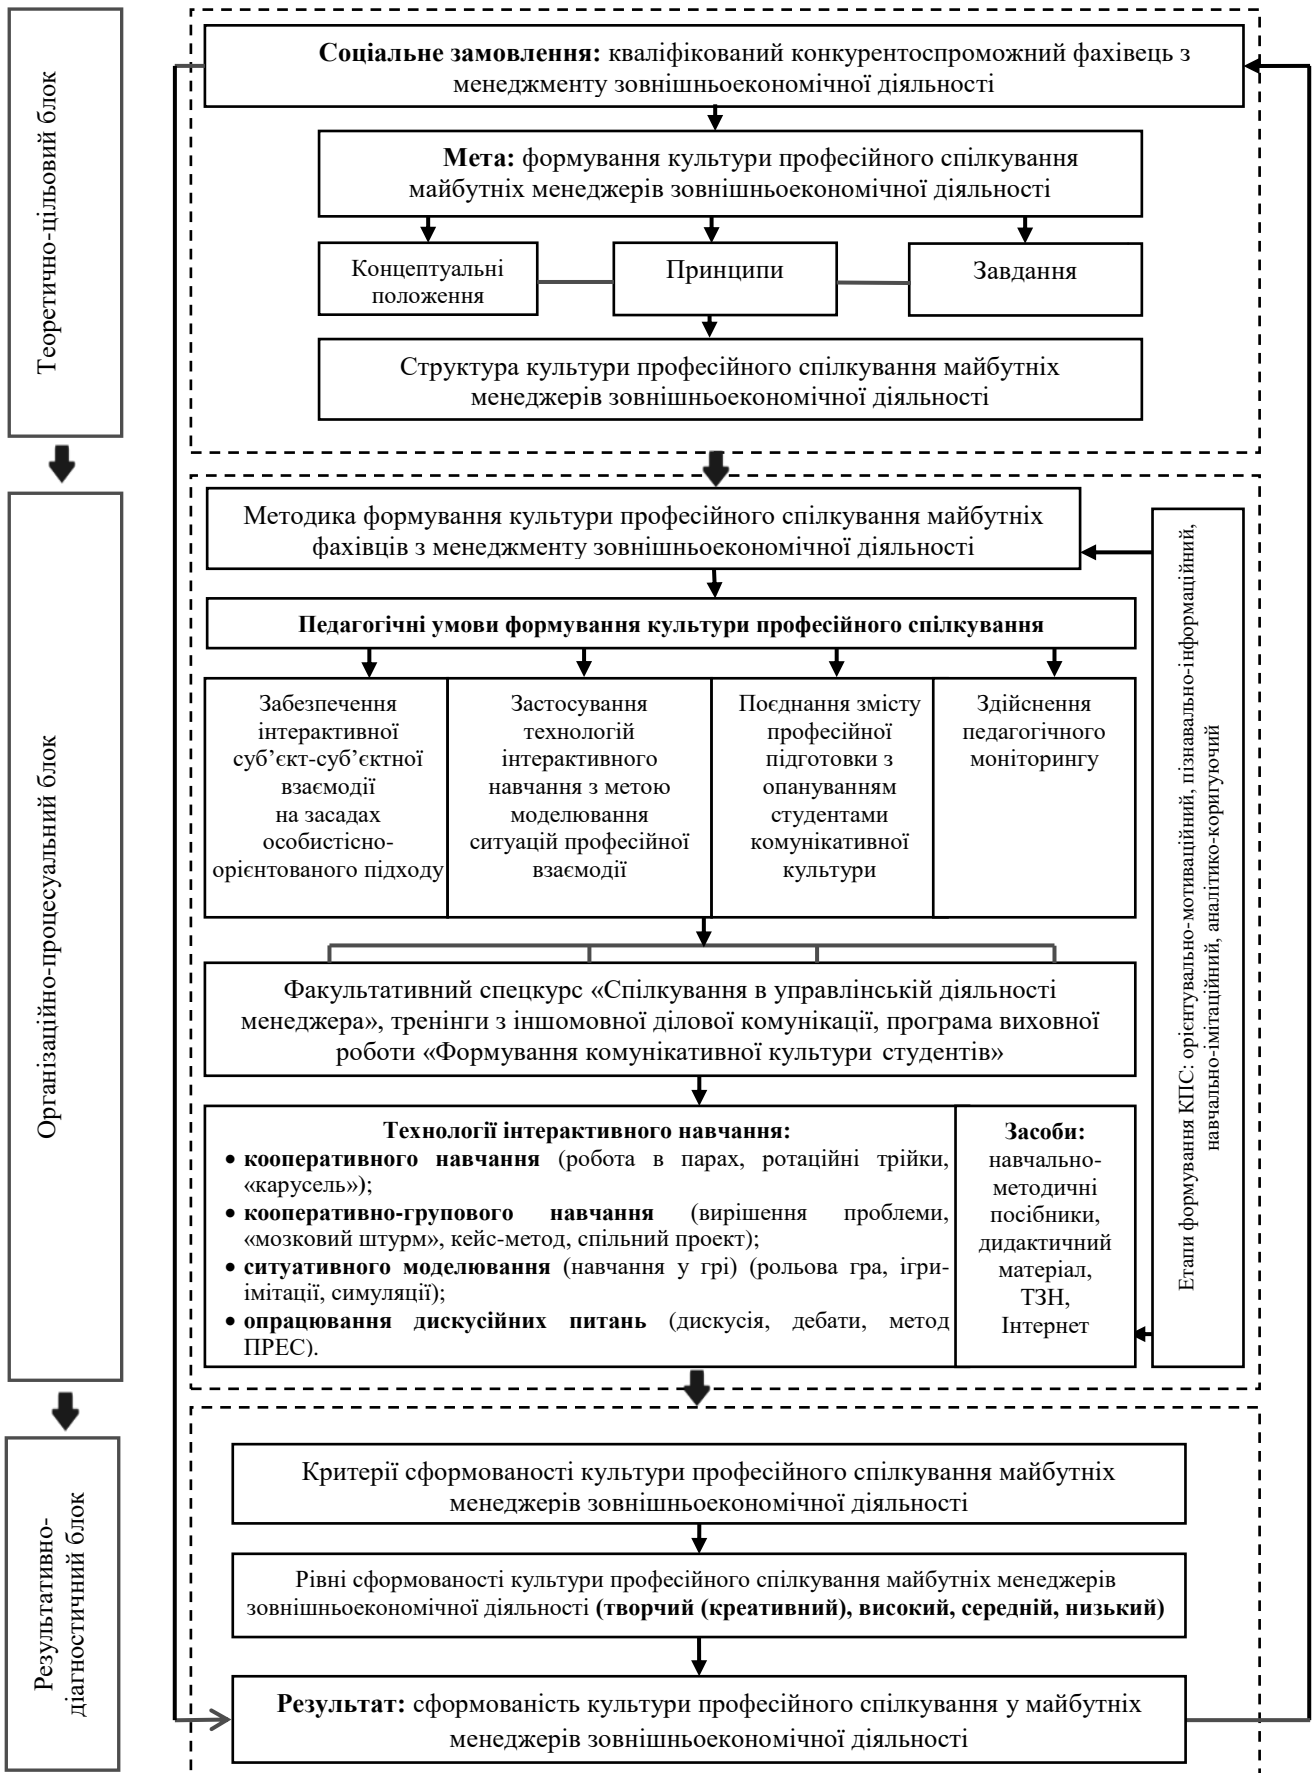 Теоретично-цільовий блок
Соціальне замовлення: кваліфікований конкурентоспроможний фахівець з
менеджменту зовнішньоекономічної діяльності
Мета: формування культури професійного спілкування
майбутніх менеджерів зовнішньоекономічної діяльності
Концептуальні
положення
Принципи
Завдання
Структура культури професійного спілкування майбутніх
менеджерів зовнішньоекономічної діяльності
Організаційно-процесуальний блок
Методика формування культури професійного спілкування майбутніх
фахівців з менеджменту зовнішньоекономічної діяльності
Педагогічні умови формування культури професійного спілкування
Забезпечення
інтерактивної
суб’єкт-суб’єктної
взаємодії
на засадах
особистісно-
орієнтованого підходу
Застосування
технологій
інтерактивного
навчання з метою
моделювання
ситуацій професійної
взаємодії
Поєднання змісту
професійної
підготовки з
опануванням
студентами
комунікативної
культури
Здійснення
педагогічного
моніторингу
Факультативний спецкурс «Спілкування в управлінській діяльності
менеджера», тренінги з іншомовної ділової комунікації, програма виховної
роботи «Формування комунікативної культури студентів»
Технології інтерактивного навчання:
• кооперативного навчання (робота в парах, ротаційні трійки,
«карусель»);
• кооперативно-групового навчання (вирішення проблеми,
«мозковий штурм», кейс-метод, спільний проект);
• ситуативного моделювання (навчання у грі) (рольова гра, ігри-
імітації, симуляції);
• опрацювання дискусійних питань (дискусія, дебати, метод
ПРЕС).
Засоби:
навчально-
методичні
посібники,
дидактичний
матеріал,
ТЗН,
Інтернет
Етапи формування КПС: орієнтувально-мотиваційний, пізнавально-інформаційний,
навчально-імітаційний, аналітико-коригуючий
Результативно-
діагностичний блок
Критерії сформованості культури професійного спілкування майбутніх
менеджерів зовнішньоекономічної діяльності
Рівні сформованості культури професійного спілкування майбутніх менеджерів
зовнішньоекономічної діяльності (творчий (креативний), високий, середній, низький)
Результат: сформованість культури професійного спілкування у майбутніх
менеджерів зовнішньоекономічної діяльності